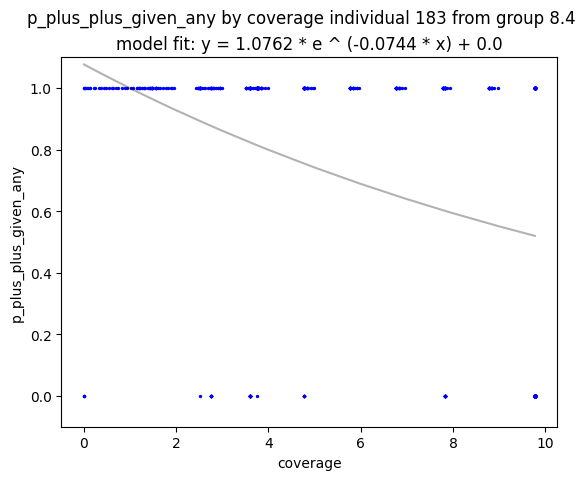 p_plus_plus_given_any by coverage individual 183 from group 8.4
model fit: y = 1.0762 * e ^ (-0.0744 * x) + 0.0
1.0
0.8
0.6
0.4
0.2
0.0
p_plus_plus_given_any
0 2 4 6 8 10
coverage